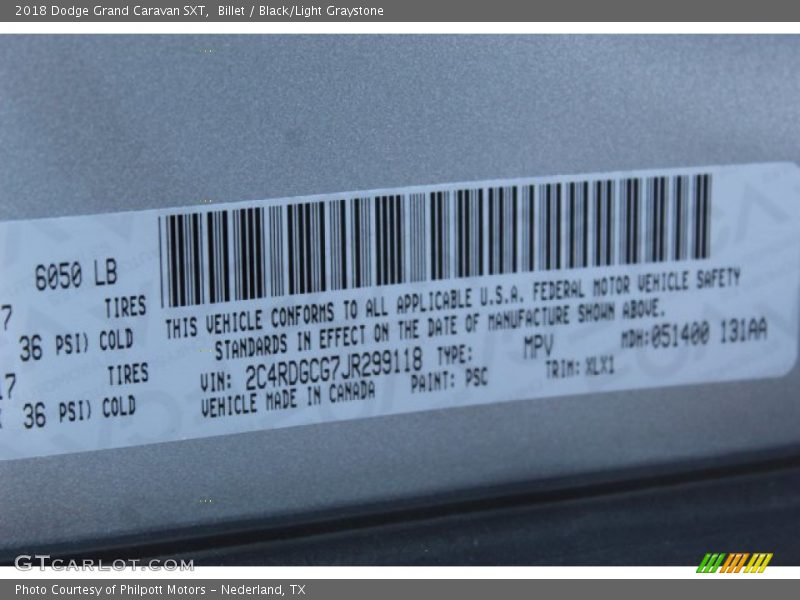 2018 Dodge Grand Caravan SXT, Billet / Black/Light Graystone
6050 LB
7 TIRES
36 PSI) COLD
17 TIRES
36 PSI) COLD
THIS VEHICLE CONFORMS TO ALL APPLICABLE U.S.A. FEDERAL MOTOR VEHICLE SAFETY
STANDARDS IN EFFECT ON THE DATE OF MANUFACTURE SHOWN ABOVE.
VIN: 2C4RDGCG7JR299118 TYPE: MPV MDH:051400 131AA
VEHICLE MADE IN CANADA PAINT: PSC TRIM: XLX1
GTCARLOT.COM
Photo Courtesy of Philpott Motors - Nederland, TX